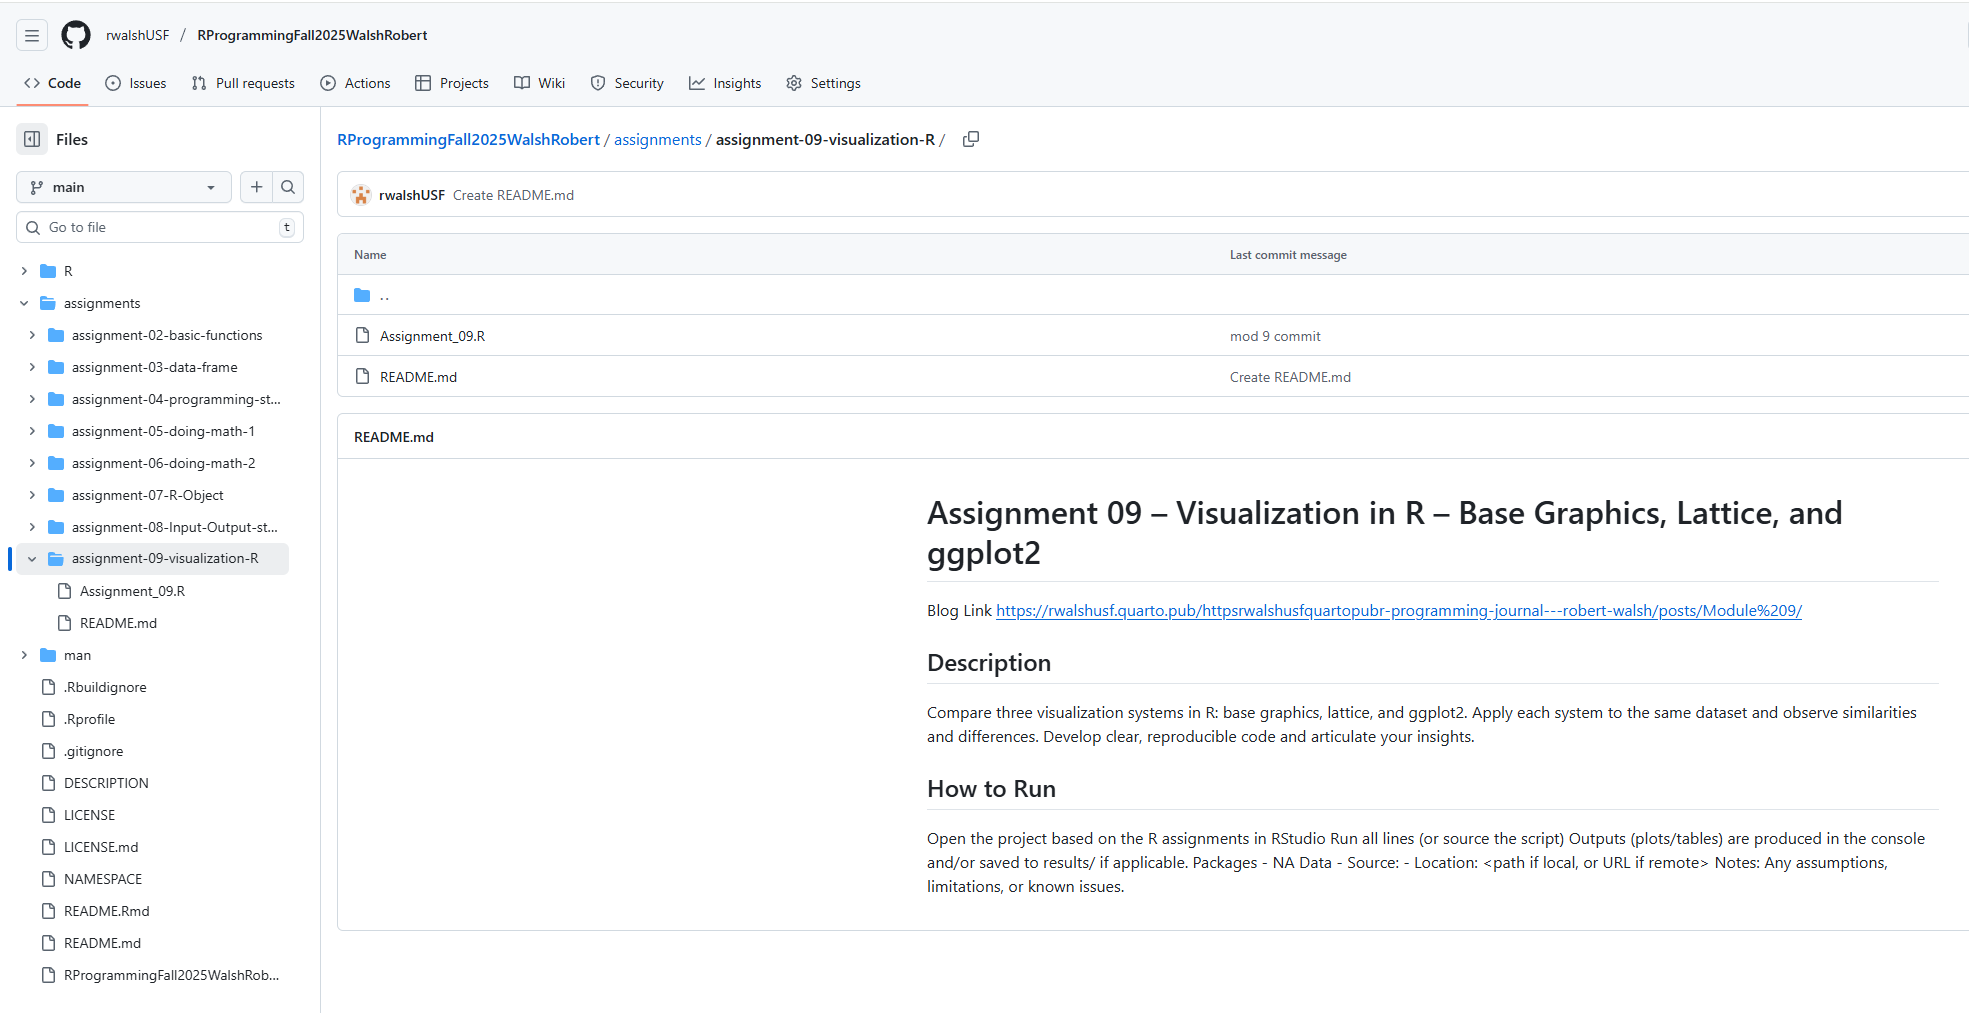 rwalshUSF / RProgrammingFall2025WalshRobert
Code Issues Pull requests Actions Projects Wiki Security Insights Settings
Files
main
Go to file t
R
assignments
assignment-02-basic-functions
assignment-03-data-frame
assignment-04-programming-st...
assignment-05-doing-math-1
assignment-06-doing-math-2
assignment-07-R-Object
assignment-08-Input-Output-st...
assignment-09-visualization-R
Assignment_09.R
README.md
man
.Rbuildignore
.Rprofile
.gitignore
DESCRIPTION
LICENSE
LICENSE.md
NAMESPACE
README.Rmd
README.md
RProgrammingFall2025WalshRob...
RProgrammingFall2025WalshRobert / assignments / assignment-09-visualization-R /
rwalshUSF Create README.md
Name Last commit message
..
Assignment_09.R mod 9 commit
README.md Create README.md
README.md
Assignment 09 – Visualization in R – Base Graphics, Lattice, and
ggplot2
Blog Link https://rwalshusf.quarto.pub/httpsrwalshusfquartopubr-programming-journal---robert-walsh/posts/Module%209/
Description
Compare three visualization systems in R: base graphics, lattice, and ggplot2. Apply each system to the same dataset and observe similarities
and differences. Develop clear, reproducible code and articulate your insights.
How to Run
Open the project based on the R assignments in RStudio Run all lines (or source the script) Outputs (plots/tables) are produced in the console
and/or saved to results/ if applicable. Packages - NA Data - Source: - Location: <path if local, or URL if remote> Notes: Any assumptions,
limitations, or known issues.